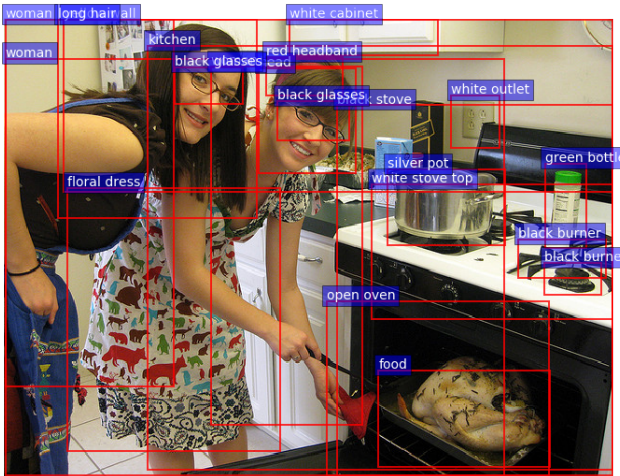 woman long hair all white cabinet
kitchen
woman red headband
black glasses ead
white outlet
black glasses black stove
green bottle
silver pot
floral dress white stove top
black burner
black burne
open oven
food